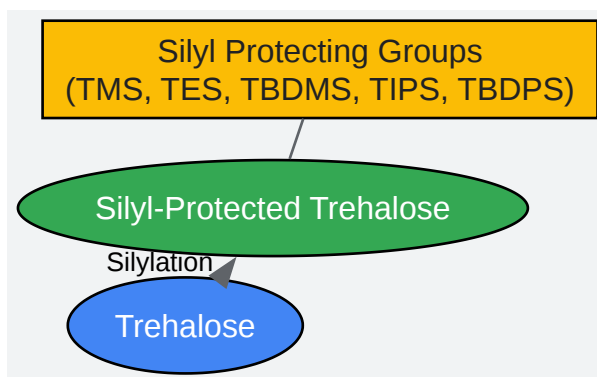 Silyl Protecting Groups
(TMS, TES, TBDMS, TIPS, TBDPS)
Silyl-Protected Trehalose
Silylation
Trehalose